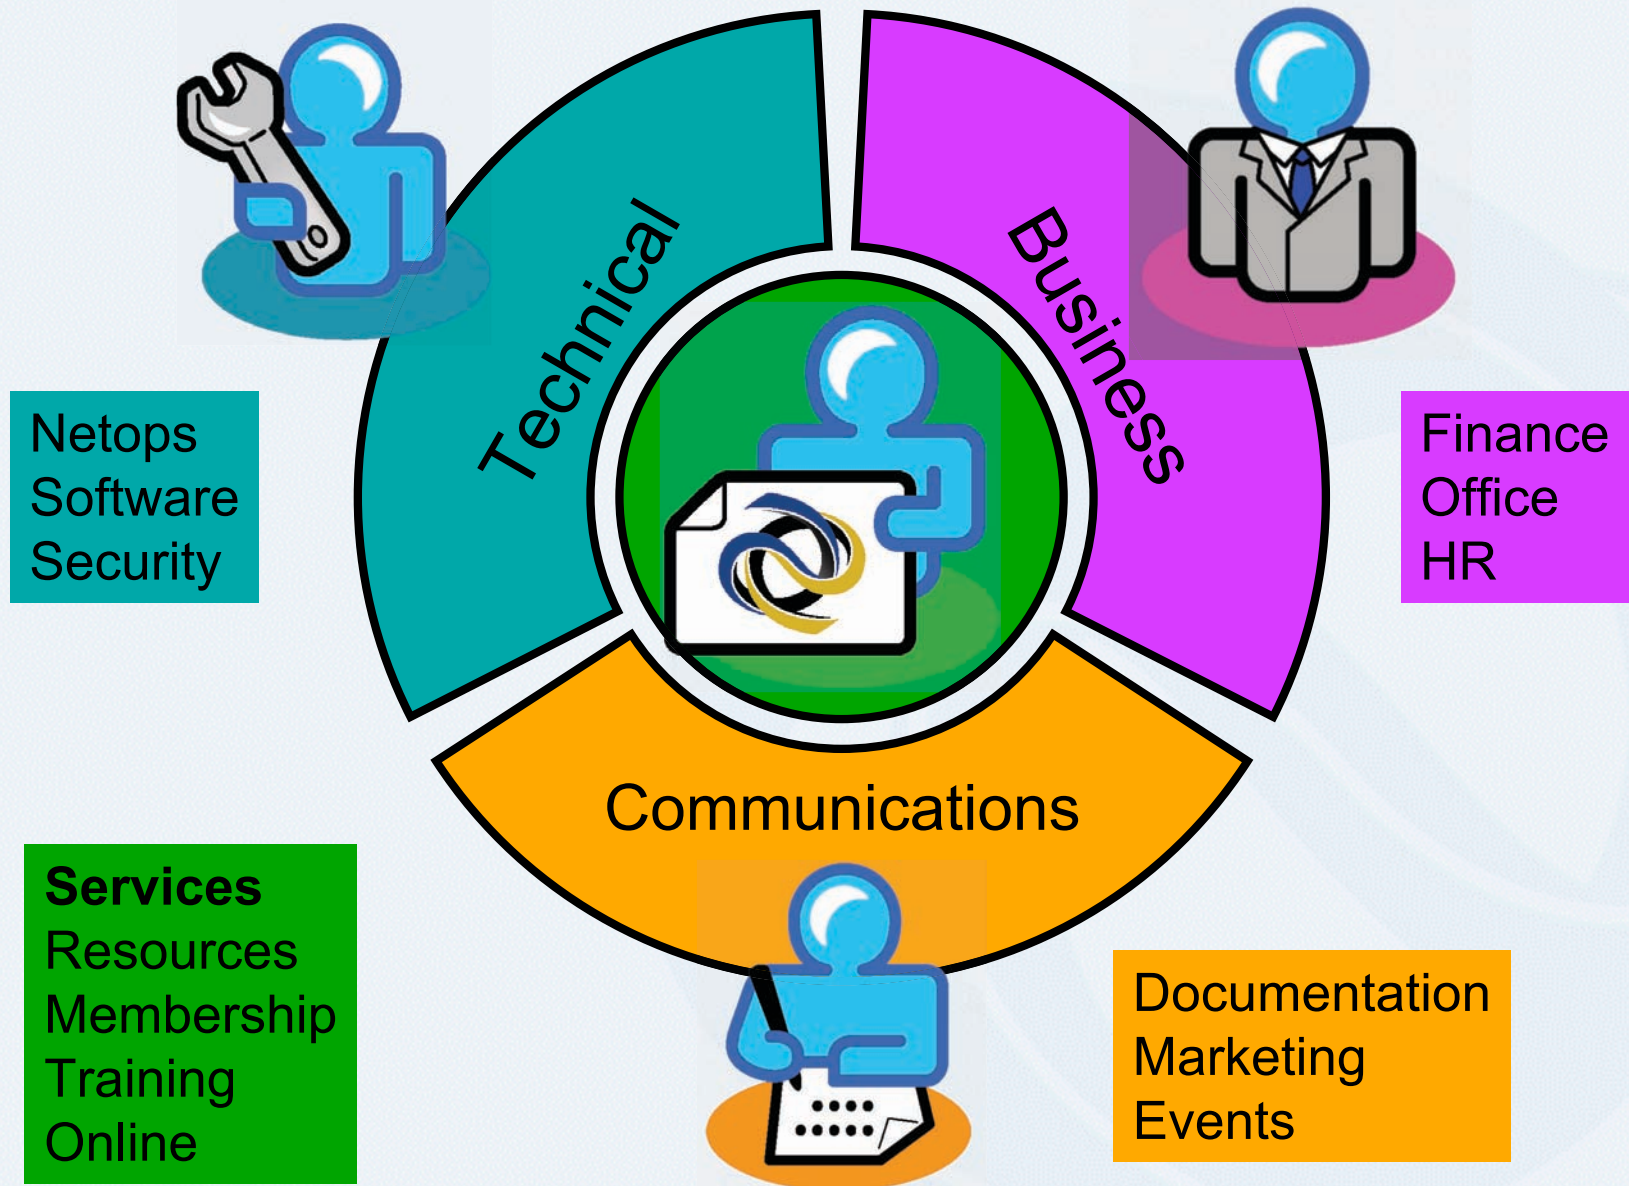 Technical
Business
Netops
Software
Security
Finance
Office
HR
Communications
Services
Resources
Membership
Training
Online
Documentation
Marketing
Events